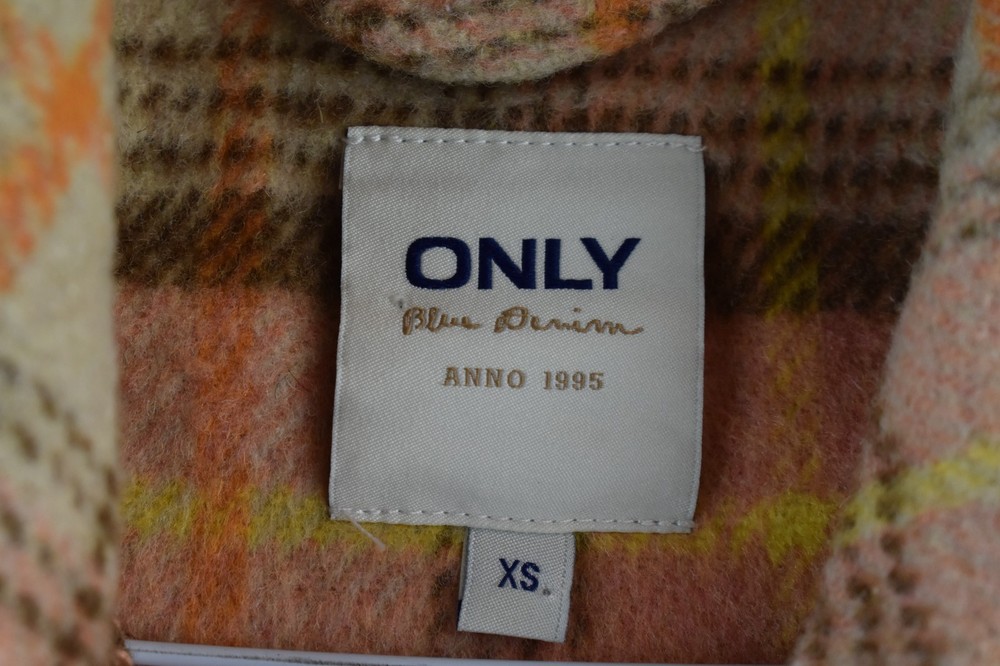 ONLY
Blue Denim
ANNO 1995
XS.